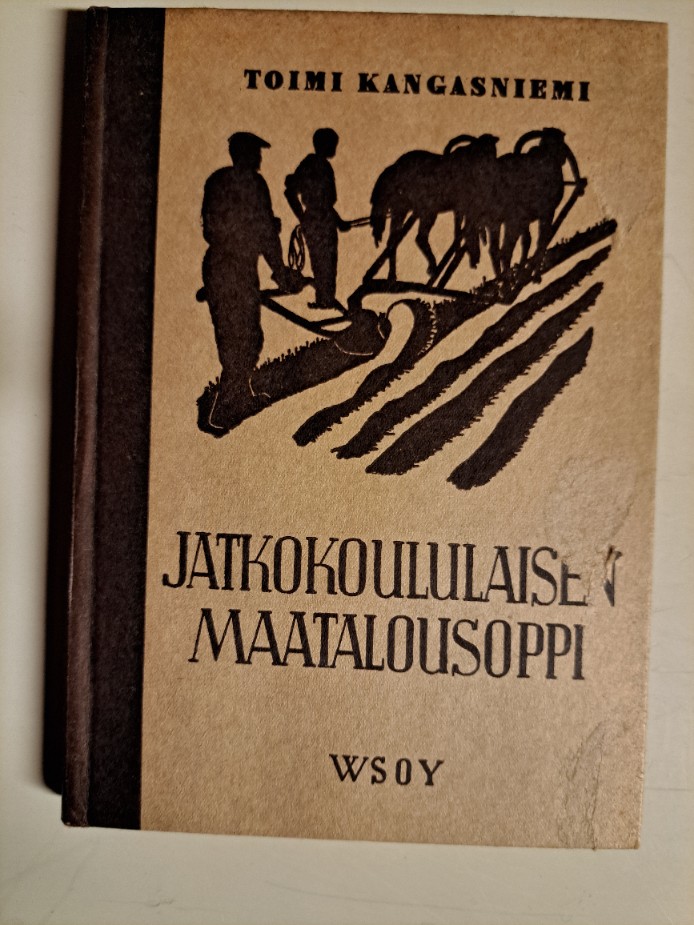 TOIMI KANGASNIEMI
JATKOKOULULAISEN
MAATALOUSOPPI
WSOY